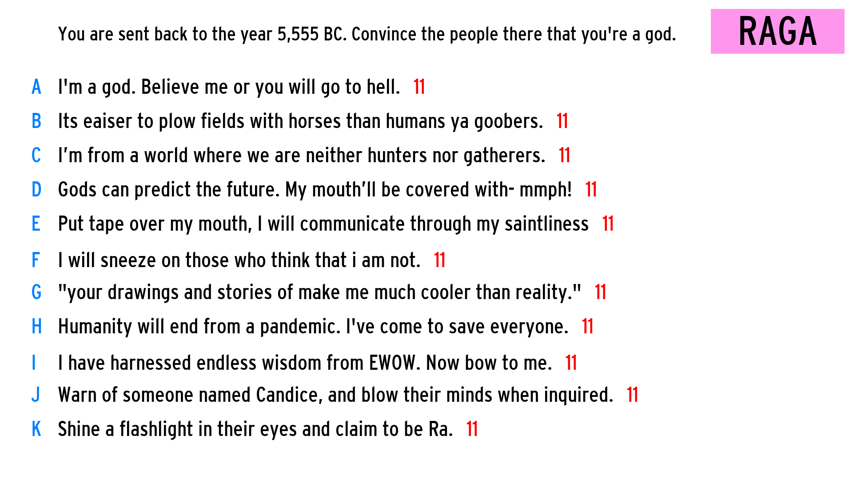 You are sent back to the year 5,555 BC. Convince the people there that you're a god.
RAGA
A I'm a god. Believe me or you will go to hell. 11
B Its eaiser to plow fields with horses than humans ya goobers. 11
C I’m from a world where we are neither hunters nor gatherers. 11
D Gods can predict the future. My mouth’ll be covered with- mmph! 11
E Put tape over my mouth, I will communicate through my saintliness 11
F I will sneeze on those who think that i am not. 11
G "your drawings and stories of make me much cooler than reality." 11
H Humanity will end from a pandemic. I've come to save everyone. 11
I I have harnessed endless wisdom from EWOW. Now bow to me. 11
J Warn of someone named Candice, and blow their minds when inquired. 11
K Shine a flashlight in their eyes and claim to be Ra. 11